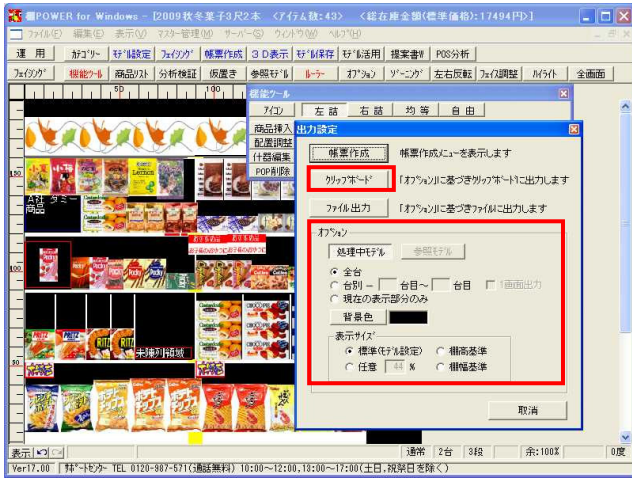 棚POWER for Windows - [2009秋冬菓子3尺2本 <アイテム数:43> <総在庫金額(標準価格):17494円>]
ファイル(F) 編集(E) 表示(V) マスター管理(M) サーバー(S) ウィンドウ(W) ヘルプ(H)
運 用 カテゴリー モデル設定 フェイシング 帳票作成 3D表示 モデル保存 モデル活用 提案書W POS分析
フェイシング 機能ツール 商品リスト 分析検証 仮置き 参照モデル ルーラー オプション ゾーニング 左右反転 フェイス調整 ハイライト 全画面
50 100
機能ツール
アイコン 左 詰 右 詰 均 等 自 由
商品挿入
配置調整
什器編集
POP削除
出力設定
帳票作成 帳票作成メニューを表示します
クリップボード 「オプション」に基づきクリップボードに出力します
ファイル出力 「オプション」に基づきファイルに出力します
オプション
処理中モデル 参照モデル
全台
台別 - 台目～ 台目 1画面出力
現在の表示部分のみ
背景色
表示サイズ
標準(モデル設定) 棚高基準
任意 44 % 棚幅基準
取消
150
Lemon
A社 タミー
商品
100
Pocky
PRITZ
未陳列領域
50
表示
通常 2台 3段 余:100% 0度
Ver17.00 サポートセンター TEL 0120-987-571(通話無料) 10:00～12:00,13:00～17:00(土日,祝祭日を除く)